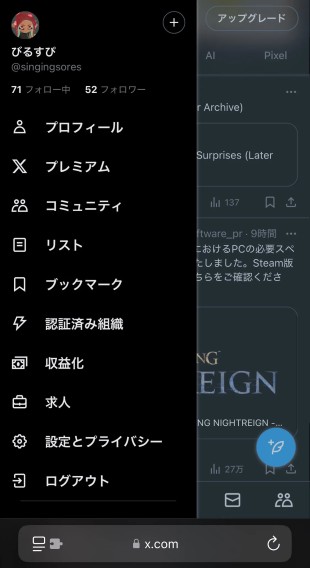 アップグレード
ぴるすぴ
@singingsores
71 フォロー中 52 フォロワー
AI Pixel
プロフィール
r Archive)
プレミアム
Surprises (Later
コミュニティ
137
リスト
ftware_pr · 9時間
におけるPCの必要スペ
たしました。Steam版
ちらをご確認くださ
ブックマーク
認証済み組織
収益化
NG
REIGN
求人
NG NIGHTREIGN -...
設定とプライバシー
27万
ログアウト
x.com